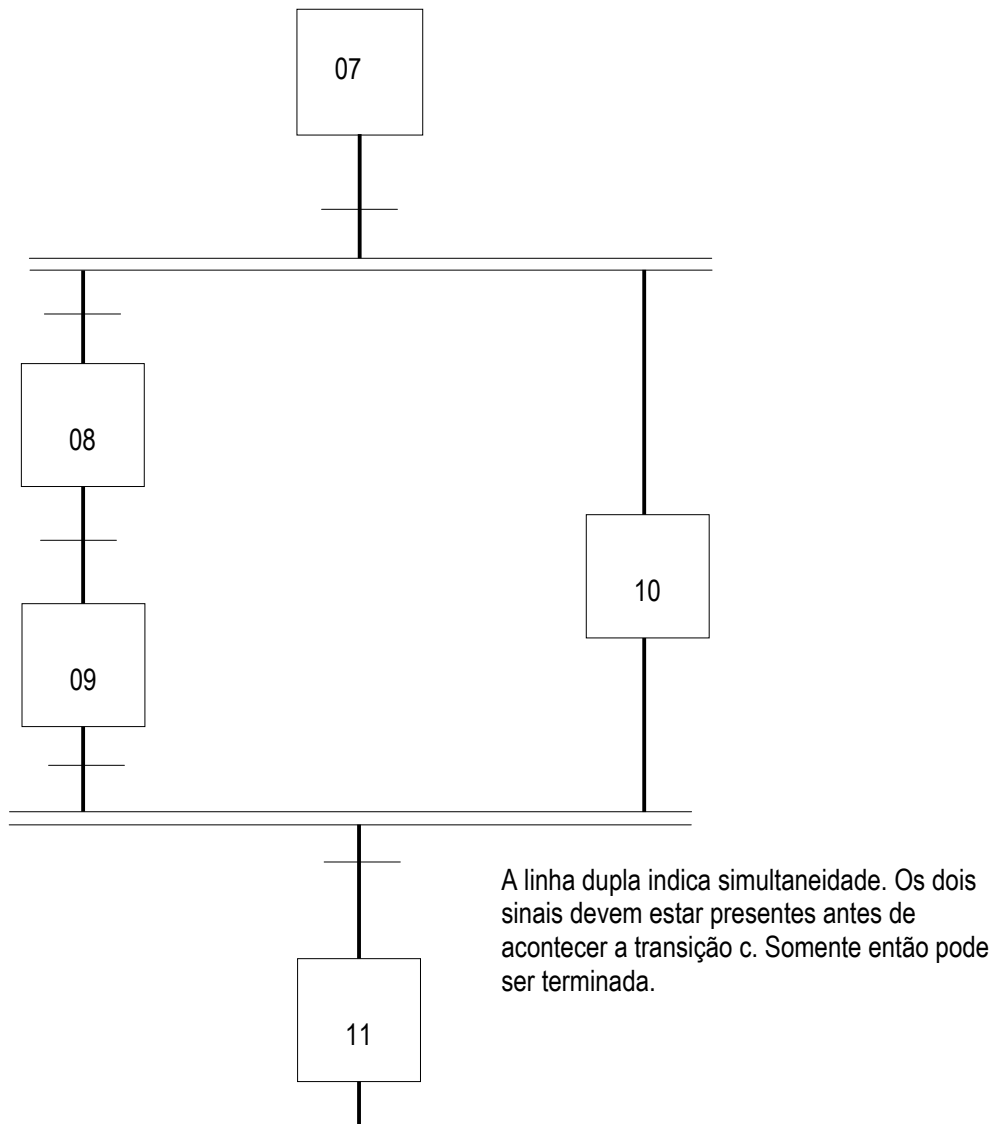 07
08
10
09
A linha dupla indica simultaneidade. Os dois
sinais devem estar presentes antes de
acontecer a transição c. Somente então pode
ser terminada.
11